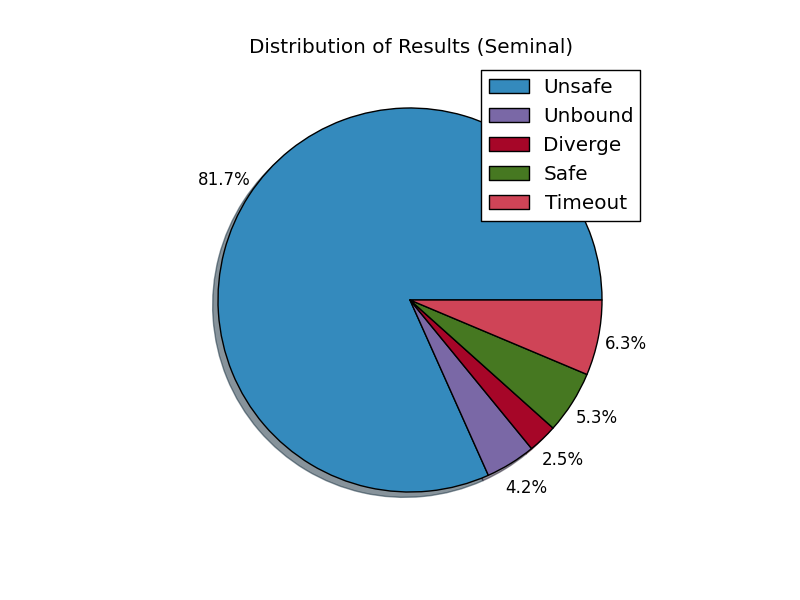 Distribution of Results (Seminal)
Unsafe
Unbound
Diverge
Safe
Timeout
81.7%
6.3%
5.3%
2.5%
4.2%